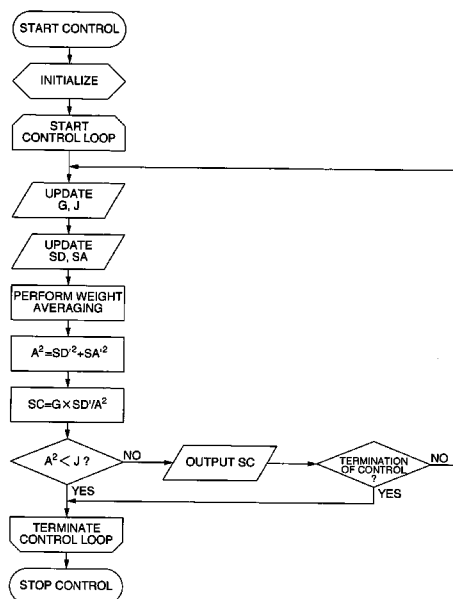 START CONTROL
INITIALIZE
START
CONTROL LOOP
UPDATE
G, J
UPDATE
SD, SA
PERFORM WEIGHT
AVERAGING
A²=SD'²+SA'²
SC=G×SD'/A²
A²<J ?
NO
OUTPUT SC
TERMINATION
OF CONTROL
?
NO
YES
YES
TERMINATE
CONTROL LOOP
STOP CONTROL